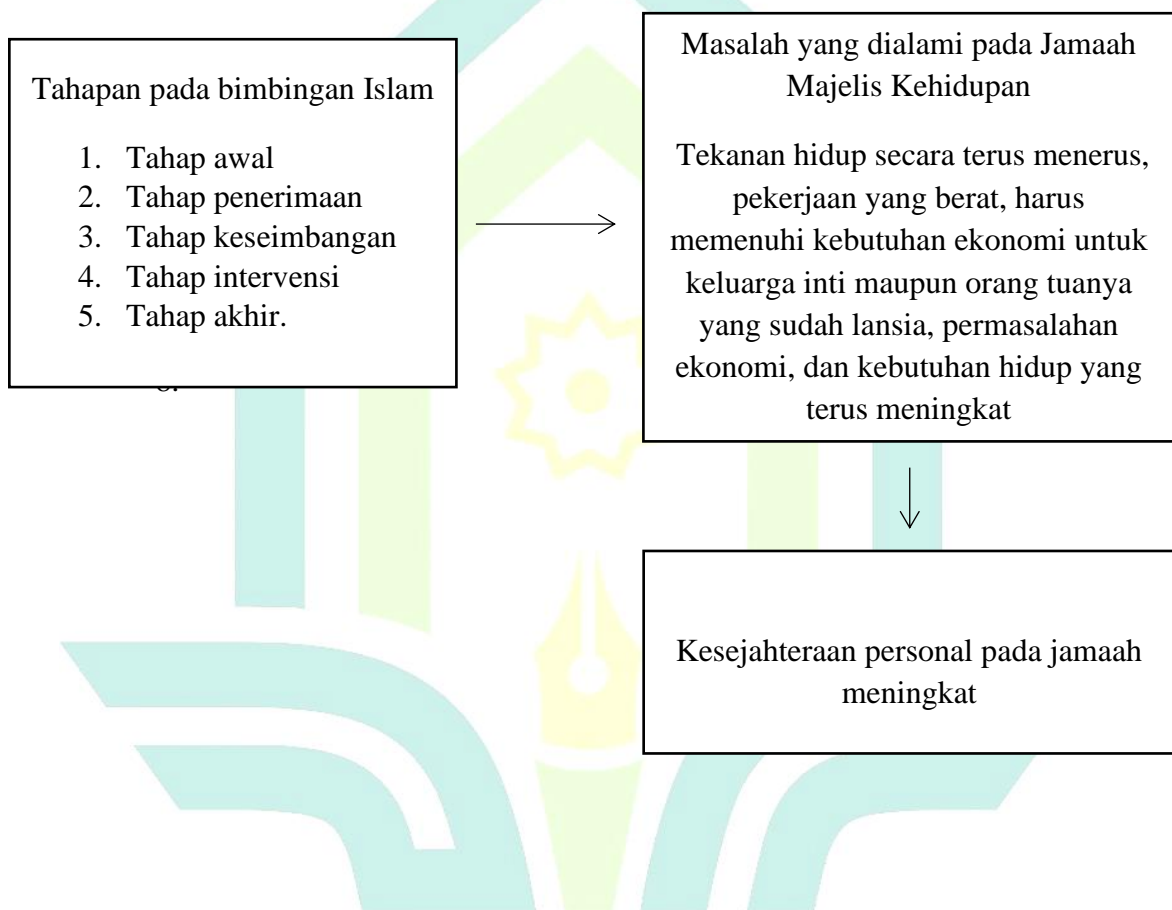 Tahapan pada bimbingan Islam
1. Tahap awal
2. Tahap penerimaan
3. Tahap keseimbangan
4. Tahap intervensi
5. Tahap akhir.
Masalah yang dialami pada Jamaah
Majelis Kehidupan
Tekanan hidup secara terus menerus,
pekerjaan yang berat, harus
memenuhi kebutuhan ekonomi untuk
keluarga inti maupun orang tuanya
yang sudah lansia, permasalahan
ekonomi, dan kebutuhan hidup yang
terus meningkat
Kesejahteraan personal pada jamaah
meningkat